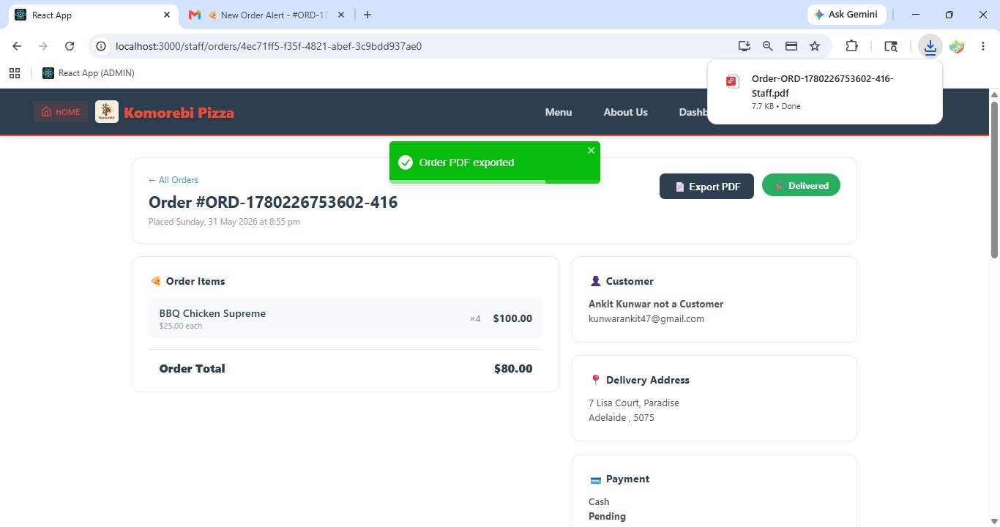 React App
New Order Alert - #ORD-17
Ask Gemini
localhost:3000/staff/orders/4ec71ff5-f35f-4821-abef-3c9bdd937ae0
React App (ADMIN)
Order-ORD-1780226753602-416-
Staff.pdf
7.7 KB • Done
HOME
Komorebi
Komorebi Pizza
Menu
About Us
Dashb
Order PDF exported
← All Orders
Order #ORD-1780226753602-416
Placed Sunday, 31 May 2026 at 8:55 pm
Export PDF
Delivered
Order Items
BBQ Chicken Supreme
$25.00 each
×4
$100.00
Order Total
$80.00
Customer
Ankit Kunwar not a Customer
kunwarankit47@gmail.com
Delivery Address
7 Lisa Court, Paradise
Adelaide , 5075
Payment
Cash
Pending